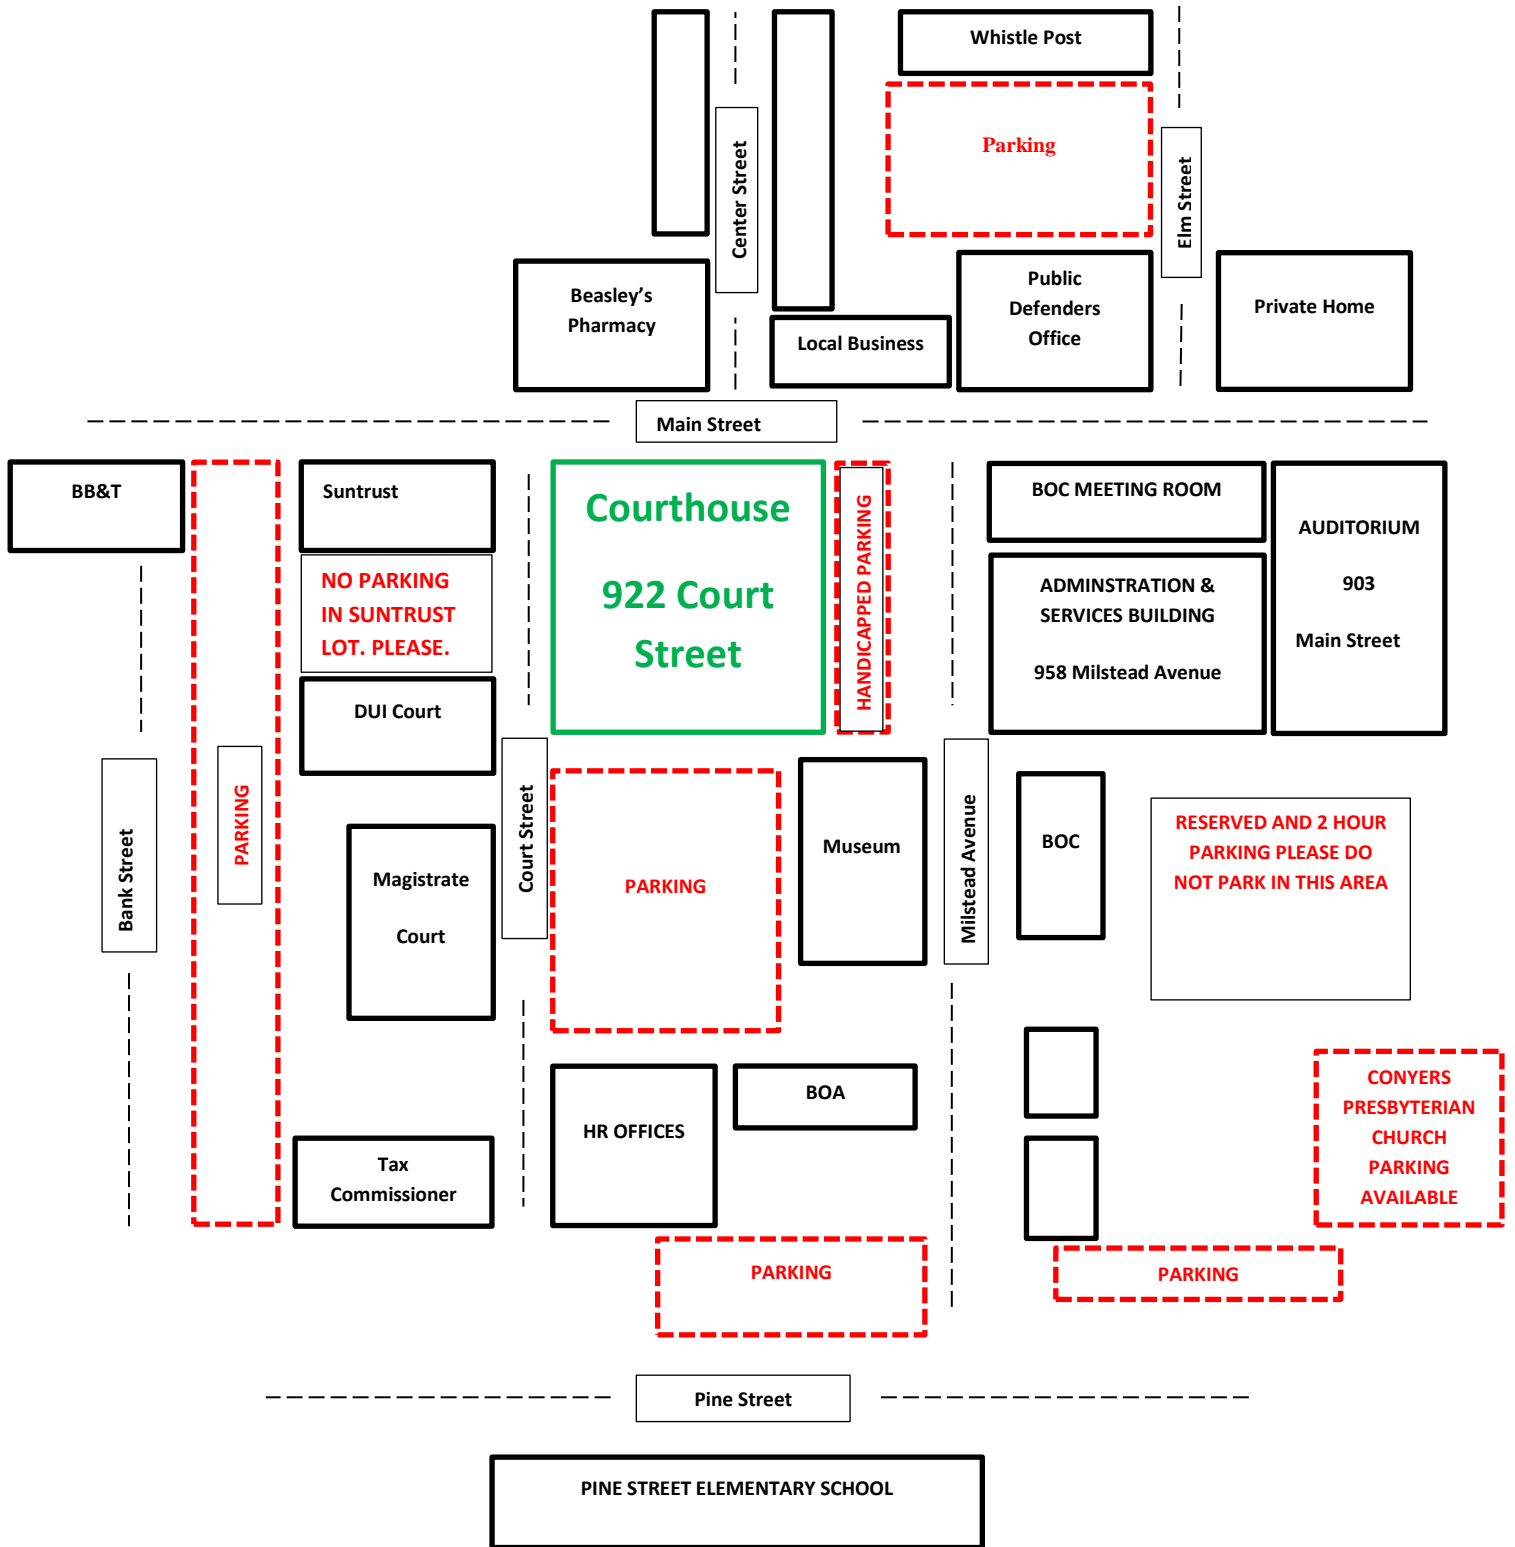 Whistle Post
Parking
Center Street
Elm Street
Beasley's
Pharmacy
Local Business
Public
Defenders
Office
Private Home
Main Street
BB&T
Suntrust
NO PARKING
IN SUNTRUST
LOT. PLEASE.
DUI Court
Courthouse
922 Court
Street
HANDICAPPED PARKING
BOC MEETING ROOM
ADMINSTRATION &
SERVICES BUILDING
958 Milstead Avenue
AUDITORIUM
903
Main Street
Bank Street
PARKING
Magistrate
Court
Court Street
PARKING
Museum
Milstead Avenue
BOC
RESERVED AND 2 HOUR
PARKING PLEASE DO
NOT PARK IN THIS AREA
Tax
Commissioner
HR OFFICES
BOA
CONYERS
PRESBYTERIAN
CHURCH
PARKING
AVAILABLE
PARKING
PARKING
Pine Street
PINE STREET ELEMENTARY SCHOOL